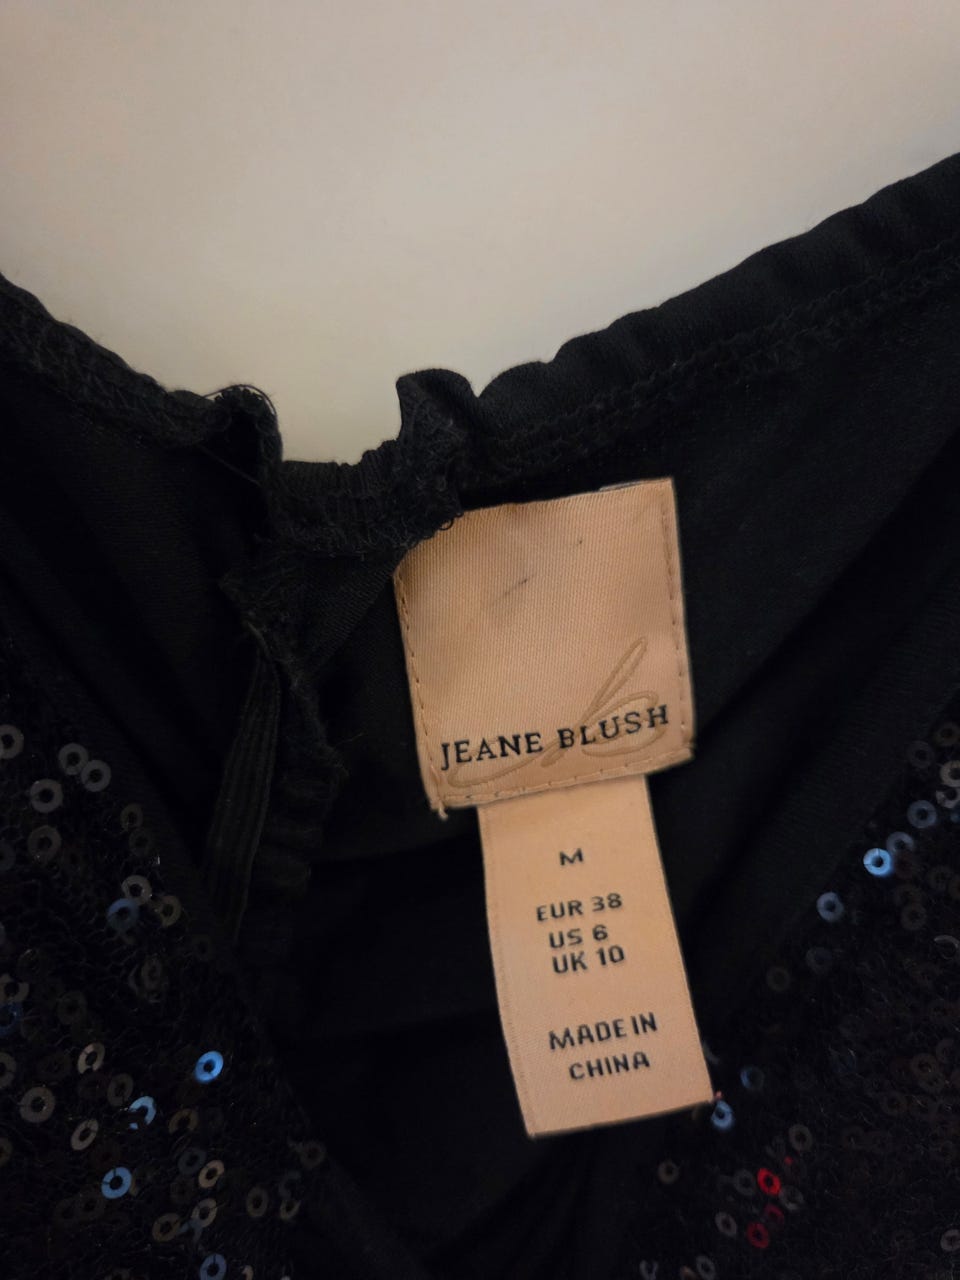 JEANE BLUSH
M
EUR 38
US 6
UK 10
MADE IN
CHINA